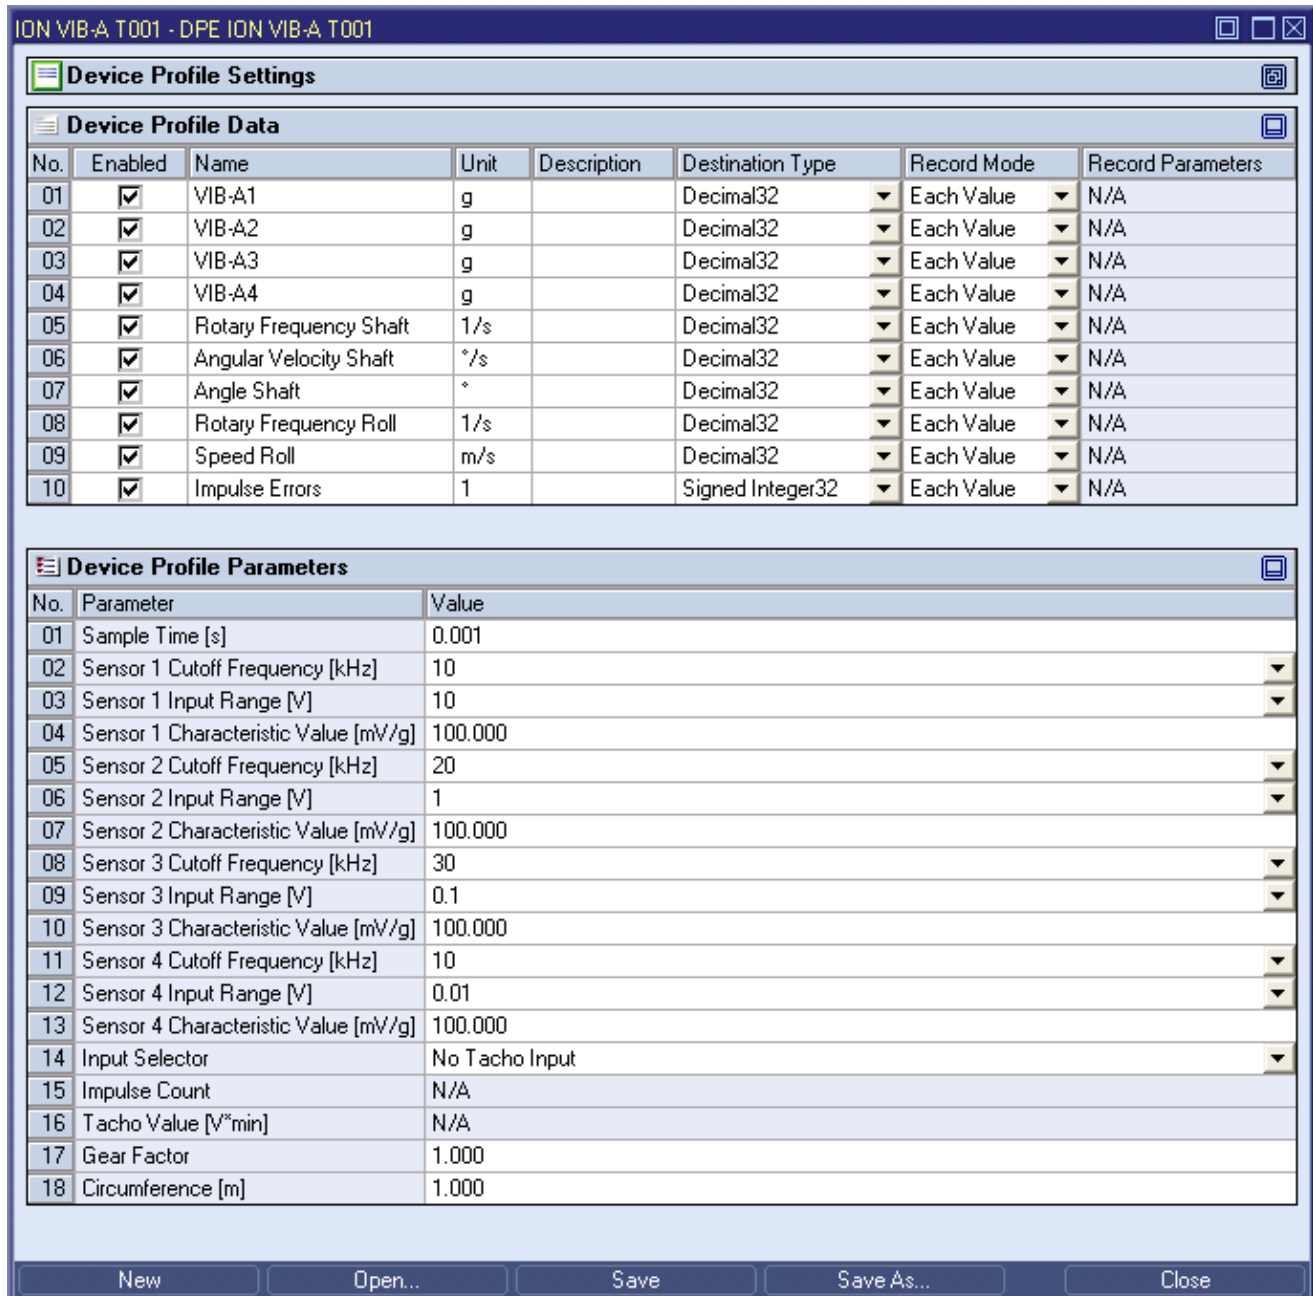 ION VIB-A T001 - DPE ION VIB-A T001
Device Profile Settings
Device Profile Data
No. Enabled Name Unit Description Destination Type Record Mode Record Parameters
01 VIB-A1 g Decimal32 Each Value N/A
02 VIB-A2 g Decimal32 Each Value N/A
03 VIB-A3 g Decimal32 Each Value N/A
04 VIB-A4 g Decimal32 Each Value N/A
05 Rotary Frequency Shaft 1/s Decimal32 Each Value N/A
06 Angular Velocity Shaft °/s Decimal32 Each Value N/A
07 Angle Shaft ° Decimal32 Each Value N/A
08 Rotary Frequency Roll 1/s Decimal32 Each Value N/A
09 Speed Roll m/s Decimal32 Each Value N/A
10 Impulse Errors 1 Signed Integer32 Each Value N/A
Device Profile Parameters
No. Parameter Value
01 Sample Time [s] 0.001
02 Sensor 1 Cutoff Frequency [kHz] 10
03 Sensor 1 Input Range [V] 10
04 Sensor 1 Characteristic Value [mV/g] 100.000
05 Sensor 2 Cutoff Frequency [kHz] 20
06 Sensor 2 Input Range [V] 1
07 Sensor 2 Characteristic Value [mV/g] 100.000
08 Sensor 3 Cutoff Frequency [kHz] 30
09 Sensor 3 Input Range [V] 0.1
10 Sensor 3 Characteristic Value [mV/g] 100.000
11 Sensor 4 Cutoff Frequency [kHz] 10
12 Sensor 4 Input Range [V] 0.01
13 Sensor 4 Characteristic Value [mV/g] 100.000
14 Input Selector No Tacho Input
15 Impulse Count N/A
16 Tacho Value [V*min] N/A
17 Gear Factor 1.000
18 Circumference [m] 1.000
New Open... Save Save As... Close